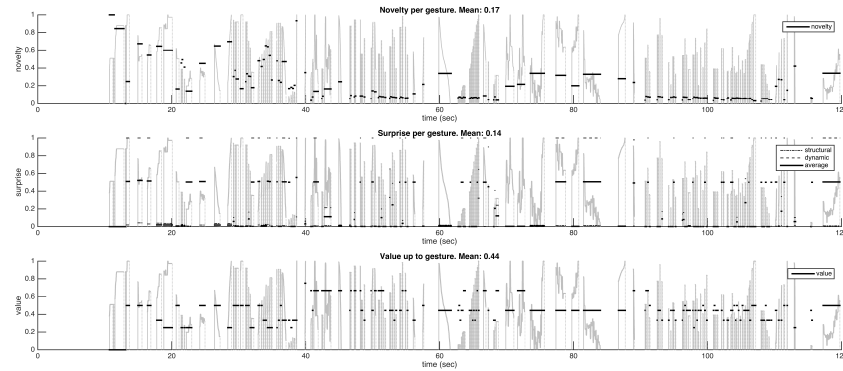 Novelty per gesture. Mean: 0.17
novelty
1
0.8
0.6
0.4
0.2
0
novelty
0 20 40 60 80 100 12
time (sec)
Surprise per gesture. Mean: 0.14
surprise
1
0.8
0.6
0.4
0.2
0
structural
dynamic
average
0 20 40 60 80 100 12
time (sec)
Value up to gesture. Mean: 0.44
value
1
0.8
0.6
0.4
0.2
0
value
0 20 40 60 80 100 12
time (sec)